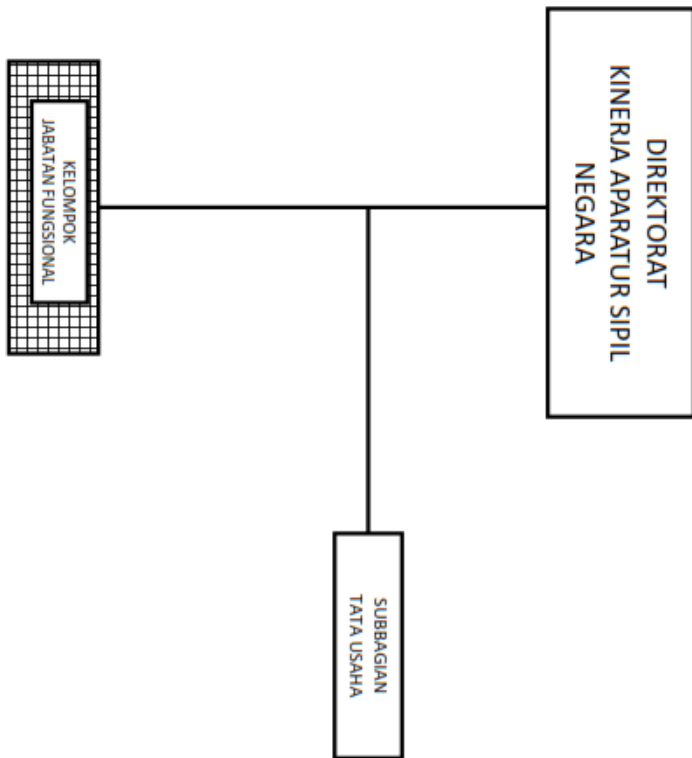 DIREKTORAT
KINERJA APARATUR SIPIL
NEGARA
SUBBAGIAN
TATA USAHA
KELOMPOK
JABATAN FUNGSIONAL